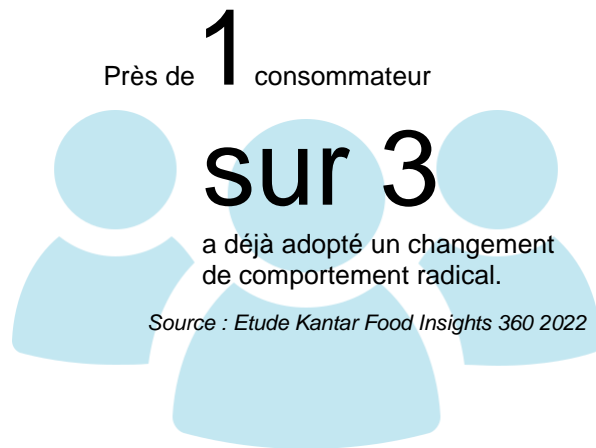 Près de 1 consommateur
sur 3
a déjà adopté un changement
de comportement radical.
Source : Etude Kantar Food Insights 360 2022